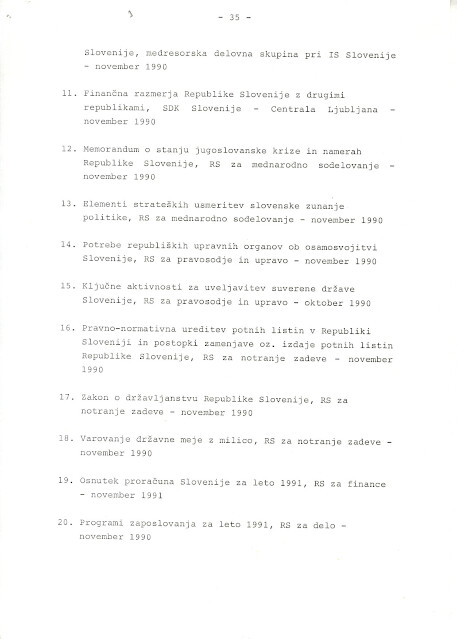 - 35 -
Slovenije, medresorska delovna skupina pri IS Slovenije
- november 1990
11. Finančna razmerja Republike Slovenije z drugimi
republikami, SDK Slovenije - Centrala Ljubljana -
november 1990
12. Memorandum o stanju jugoslovanske krize in namerah
Republike Slovenije, RS za mednarodno sodelovanje -
november 1990
13. Elementi strateških usmeritev slovenske zunanje
politike, RS za mednarodno sodelovanje - november 1990
14. Potrebe republiških upravnih organov ob osamosvojitvi
Slovenije, RS za pravosodje in upravo - november 1990
15. Ključne aktivnosti za uveljavitev suverene države
Slovenije, RS za pravosodje in upravo - oktober 1990
16. Pravno-normativna ureditev potnih listin v Republiki
Sloveniji in postopki zamenjave oz. izdaje potnih listin
Republike Slovenije, RS za notranje zadeve - november
1990
17. Zakon o državljanstvu Republike Slovenije, RS za
notranje zadeve - november 1990
18. Varovanje državne meje z milico, RS za notranje zadeve -
november 1990
19. Osnutek proračuna Slovenije za leto 1991, RS za finance
- november 1991
20. Programi zaposlovanja za leto 1991, RS za delo -
november 1990